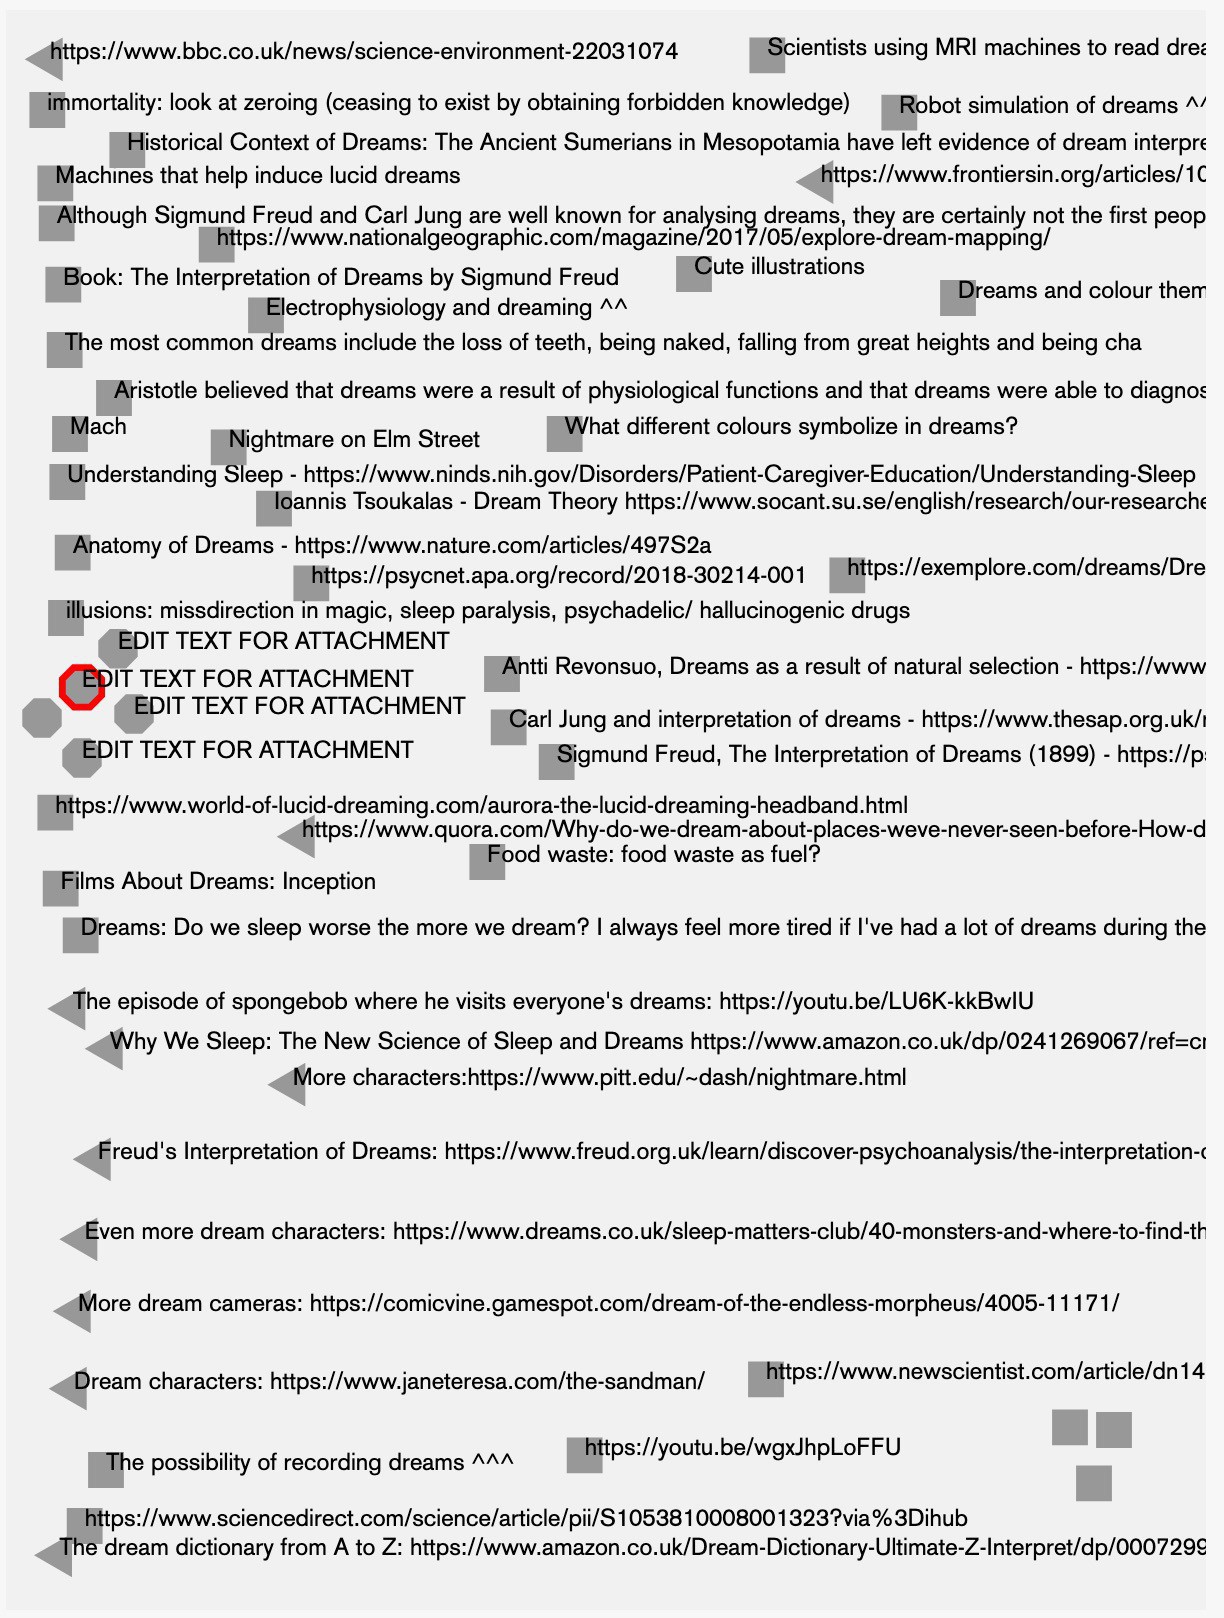 https://www.bbc.co.uk/news/science-environment-22031074
Scientists using MRI machines to read drea
immortality: look at zeroing (ceasing to exist by obtaining forbidden knowledge)
Robot simulation of dreams ^^
Historical Context of Dreams: The Ancient Sumerians in Mesopotamia have left evidence of dream interpre
Machines that help induce lucid dreams
https://www.frontiersin.org/articles/10
Although Sigmund Freud and Carl Jung are well known for analysing dreams, they are certainly not the first peop
https://www.nationalgeographic.com/magazine/2017/05/explore-dream-mapping/
Cute illustrations
Book: The Interpretation of Dreams by Sigmund Freud
Dreams and colour them
Electrophysiology and dreaming ^^
The most common dreams include the loss of teeth, being naked, falling from great heights and being cha
Aristotle believed that dreams were a result of physiological functions and that dreams were able to diagnos
Mach
What different colours symbolize in dreams?
Nightmare on Elm Street
Understanding Sleep - https://www.ninds.nih.gov/Disorders/Patient-Caregiver-Education/Understanding-Sleep
Ioannis Tsoukalas - Dream Theory https://www.socant.su.se/english/research/our-researche
Anatomy of Dreams - https://www.nature.com/articles/497S2a
https://psycnet.apa.org/record/2018-30214-001
https://exemplore.com/dreams/Dre
illusions: missdirection in magic, sleep paralysis, psychadelic/ hallucinogenic drugs
EDIT TEXT FOR ATTACHMENT
EDIT TEXT FOR ATTACHMENT
Antti Revonsuo, Dreams as a result of natural selection - https://www
EDIT TEXT FOR ATTACHMENT
Carl Jung and interpretation of dreams - https://www.thesap.org.uk/r
EDIT TEXT FOR ATTACHMENT
Sigmund Freud, The Interpretation of Dreams (1899) - https://ps
https://www.world-of-lucid-dreaming.com/aurora-the-lucid-dreaming-headband.html
https://www.quora.com/Why-do-we-dream-about-places-weve-never-seen-before-How-d
Food waste: food waste as fuel?
Films About Dreams: Inception
Dreams: Do we sleep worse the more we dream? I always feel more tired if I've had a lot of dreams during the
The episode of spongebob where he visits everyone's dreams: https://youtu.be/LU6K-kkBwIU
Why We Sleep: The New Science of Sleep and Dreams https://www.amazon.co.uk/dp/0241269067/ref=cr
More characters:https://www.pitt.edu/~dash/nightmare.html
Freud's Interpretation of Dreams: https://www.freud.org.uk/learn/discover-psychoanalysis/the-interpretation-o
Even more dream characters: https://www.dreams.co.uk/sleep-matters-club/40-monsters-and-where-to-find-th
More dream cameras: https://comicvine.gamespot.com/dream-of-the-endless-morpheus/4005-11171/
Dream characters: https://www.janeteresa.com/the-sandman/
https://www.newscientist.com/article/dn14
The possibility of recording dreams ^^^
https://youtu.be/wgxJhpLoFFU
https://www.sciencedirect.com/science/article/pii/S1053810008001323?via%3Dihub
The dream dictionary from A to Z: https://www.amazon.co.uk/Dream-Dictionary-Ultimate-Z-Interpret/dp/0007299